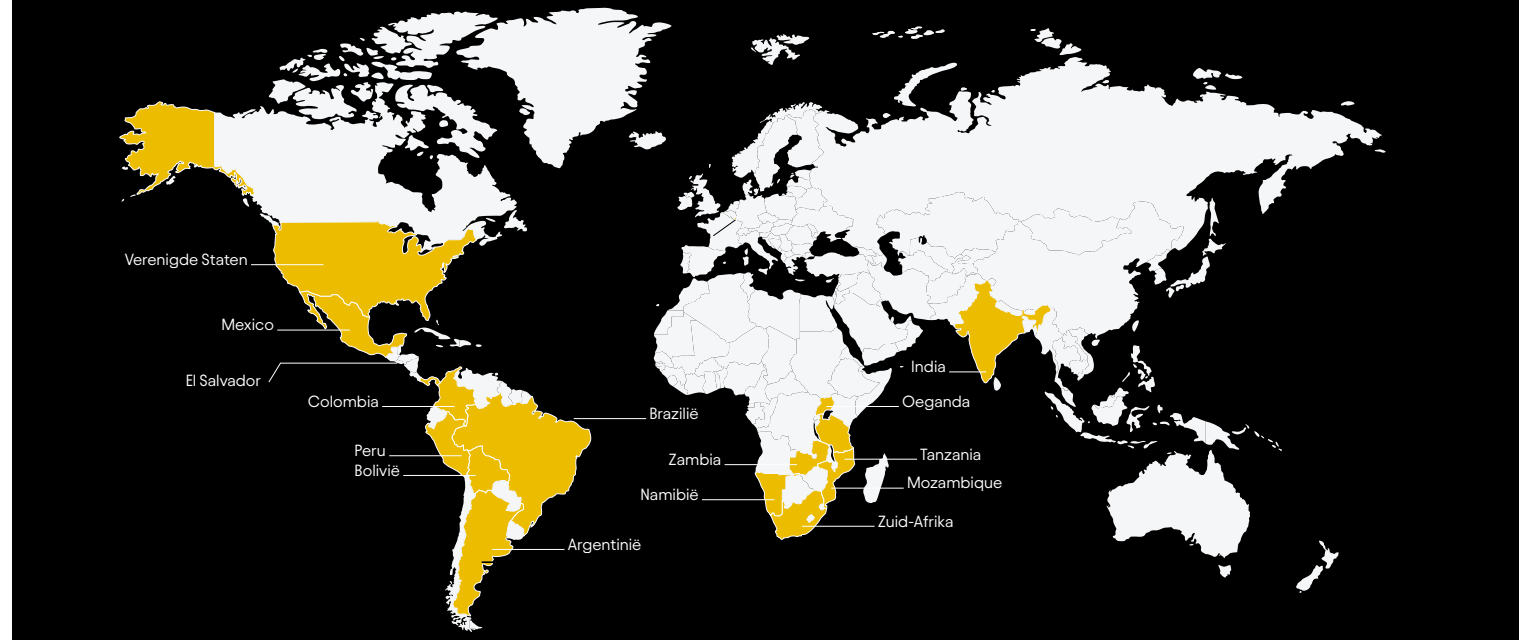 Verenigde Staten
Mexico
El Salvador
India
Colombia
Oeganda
Brazilië
Peru
Tanzania
Zambia
Bolivië
Mozambique
Namibië
Zuid-Afrika
Argentinië